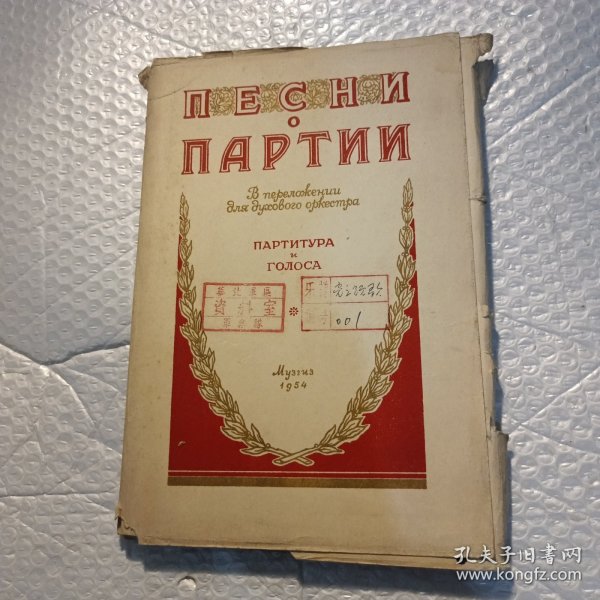 ПЕСНИ
О
ПАРТИИ
В переложении
для духового оркестра
ПАРТИТУРА
и
ГОЛОСА
資料室
001
Музгиз
1954
孔夫子旧书网
www.kongfz.com